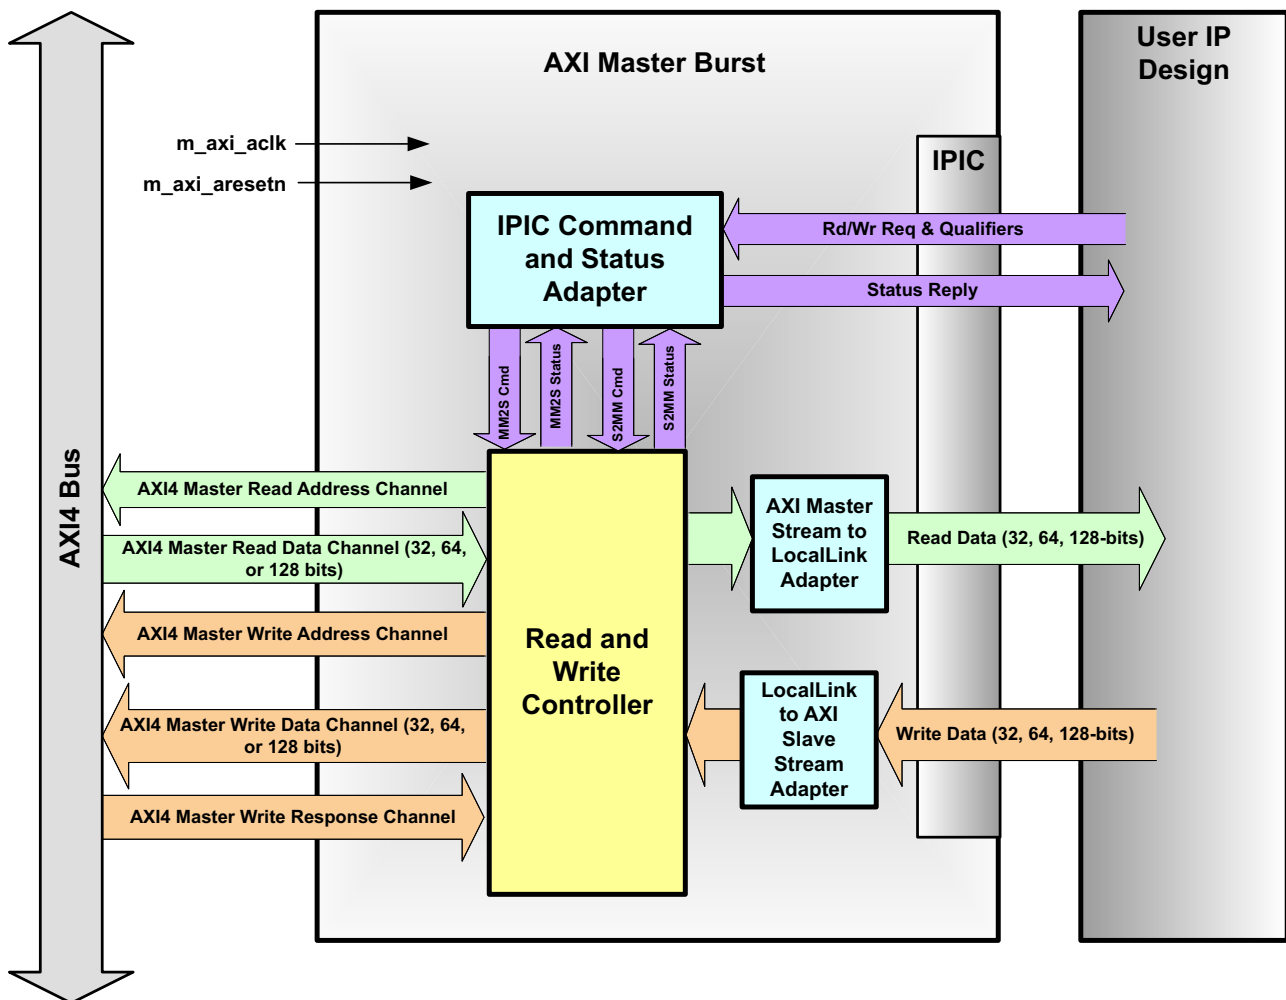 AXI Master Burst
User IP
Design
m_axi_aclk
m_axi_aresetn
IPIC
IPIC Command
and Status
Adapter
Rd/Wr Req & Qualifiers
Status Reply
MM2S Cmd
MM2S Status
S2MM Cmd
S2MM Status
AXI4 Bus
AXI4 Master Read Address Channel
AXI4 Master Read Data Channel (32, 64,
or 128 bits)
AXI4 Master Write Address Channel
AXI4 Master Write Data Channel (32, 64,
or 128 bits)
AXI4 Master Write Response Channel
Read and
Write
Controller
AXI Master
Stream to
LocalLink
Adapter
Read Data (32, 64, 128-bits)
LocalLink
to AXI
Slave
Stream
Adapter
Write Data (32, 64, 128-bits)